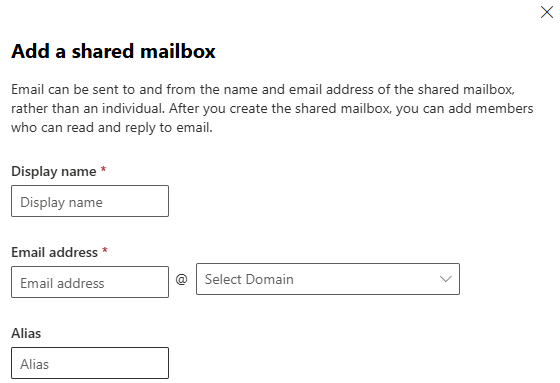 Add a shared mailbox
Email can be sent to and from the name and email address of the shared mailbox,
rather than an individual. After you create the shared mailbox, you can add members
who can read and reply to email.
Display name *
Display name
Email address *
Email address @ Select Domain
Alias
Alias